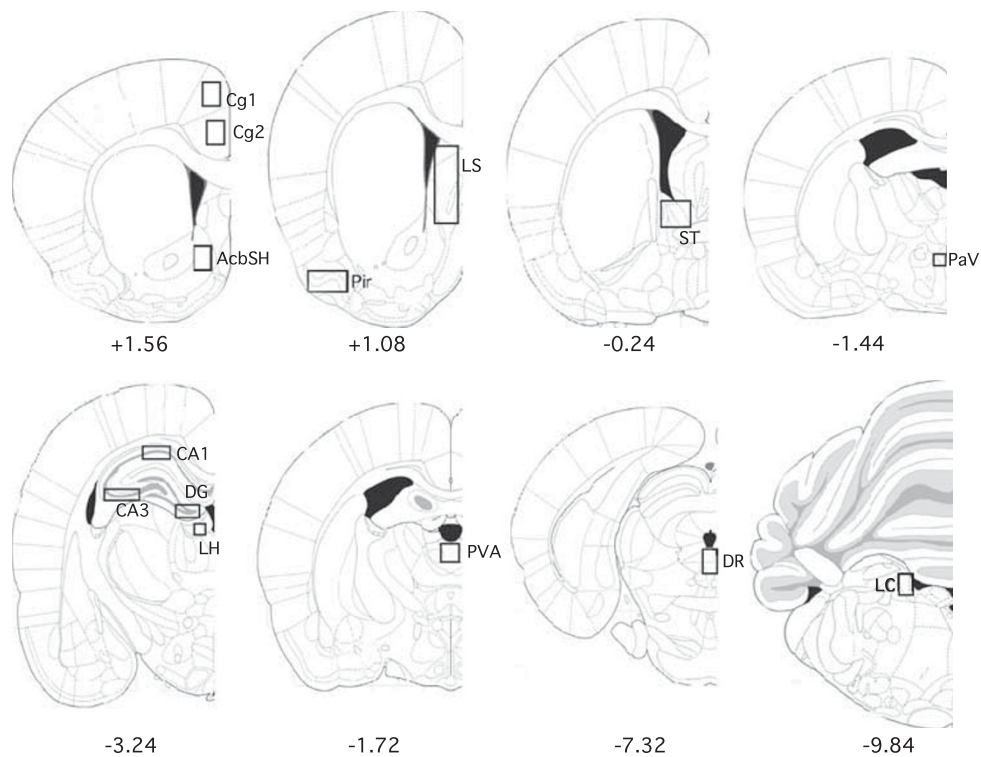 Cg1
Cg2
AcbSH
+1.56
LS
Pir
+1.08
ST
-0.24
PaV
-1.44
CA1
DG
CA3
LH
-3.24
PVA
-1.72
DR
-7.32
LC
-9.84